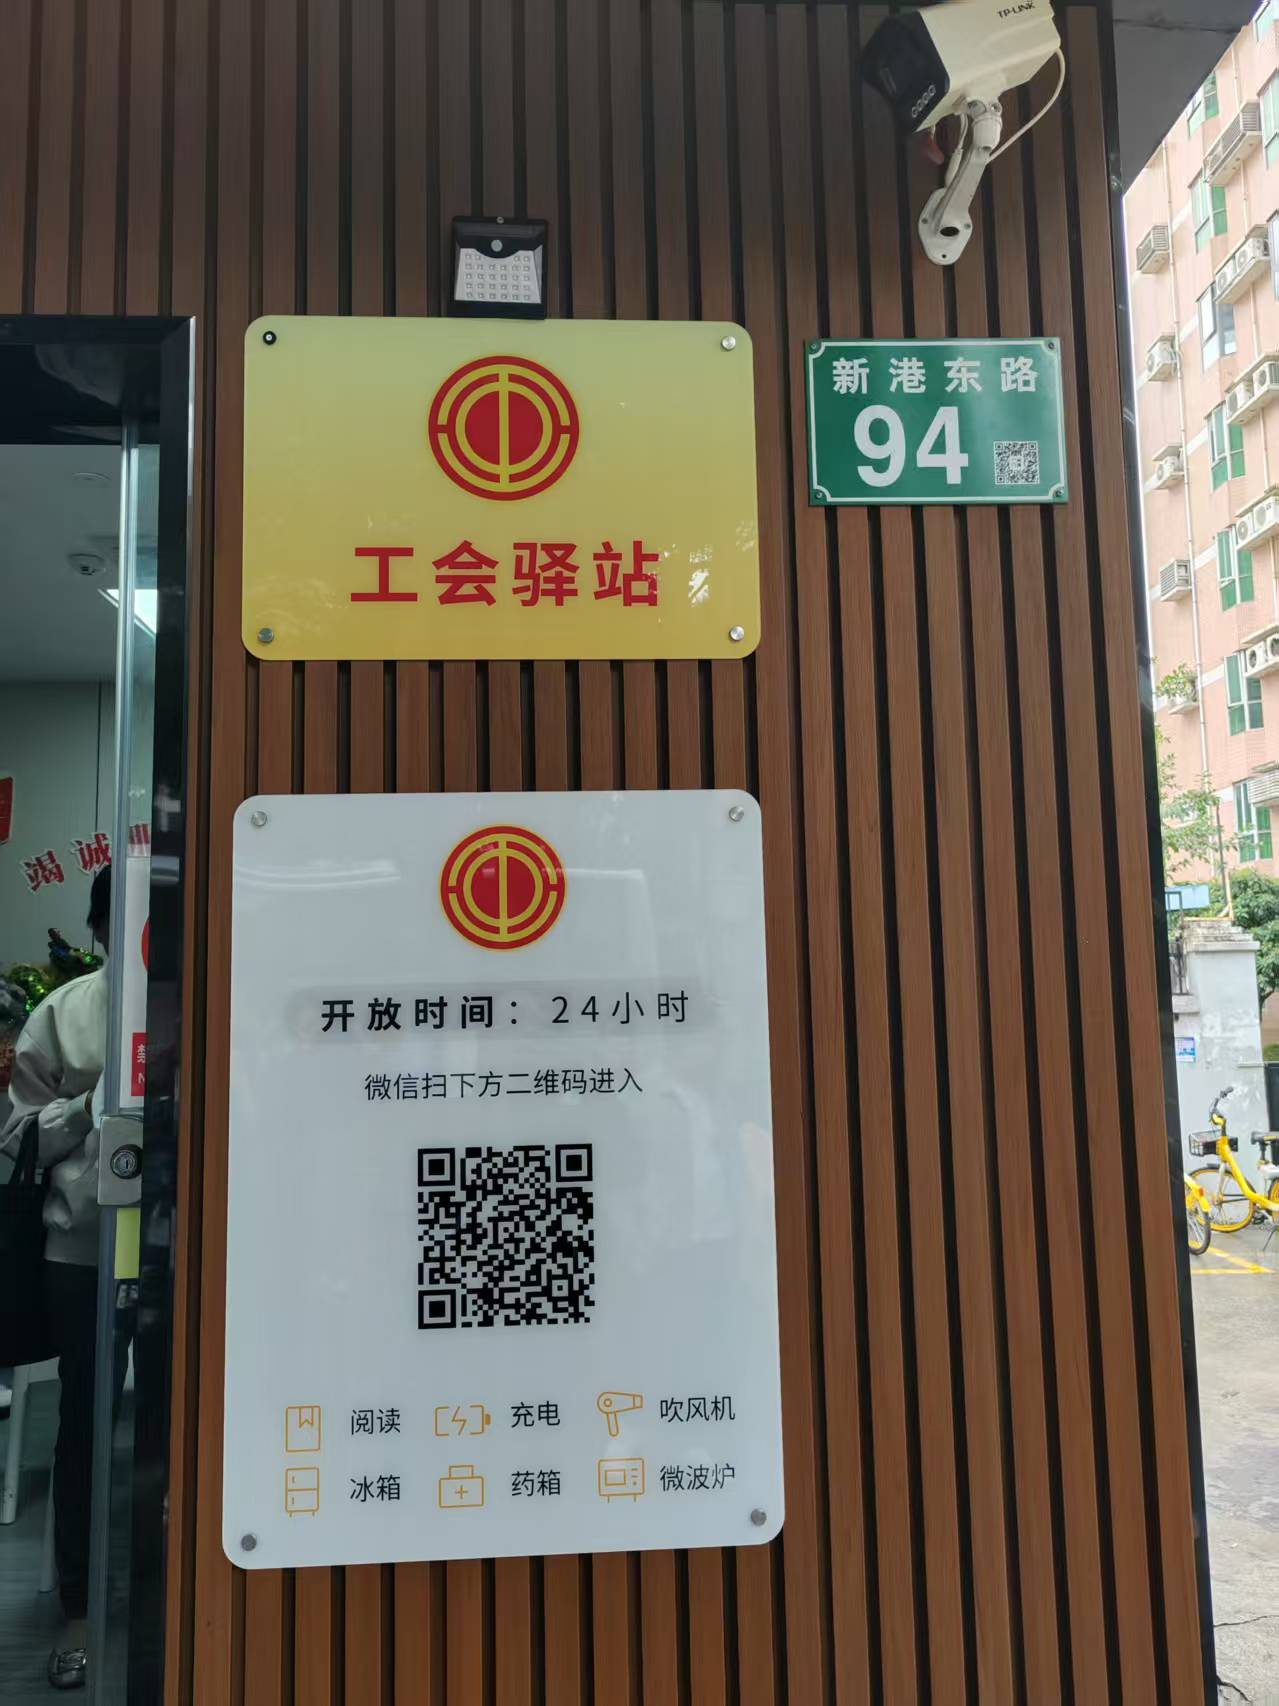 TP-LINK
新港东路
94
工会驿站
竭诚
开放时间：24小时
微信扫下方二维码进入
阅读 充电 吹风机
冰箱 药箱 微波炉